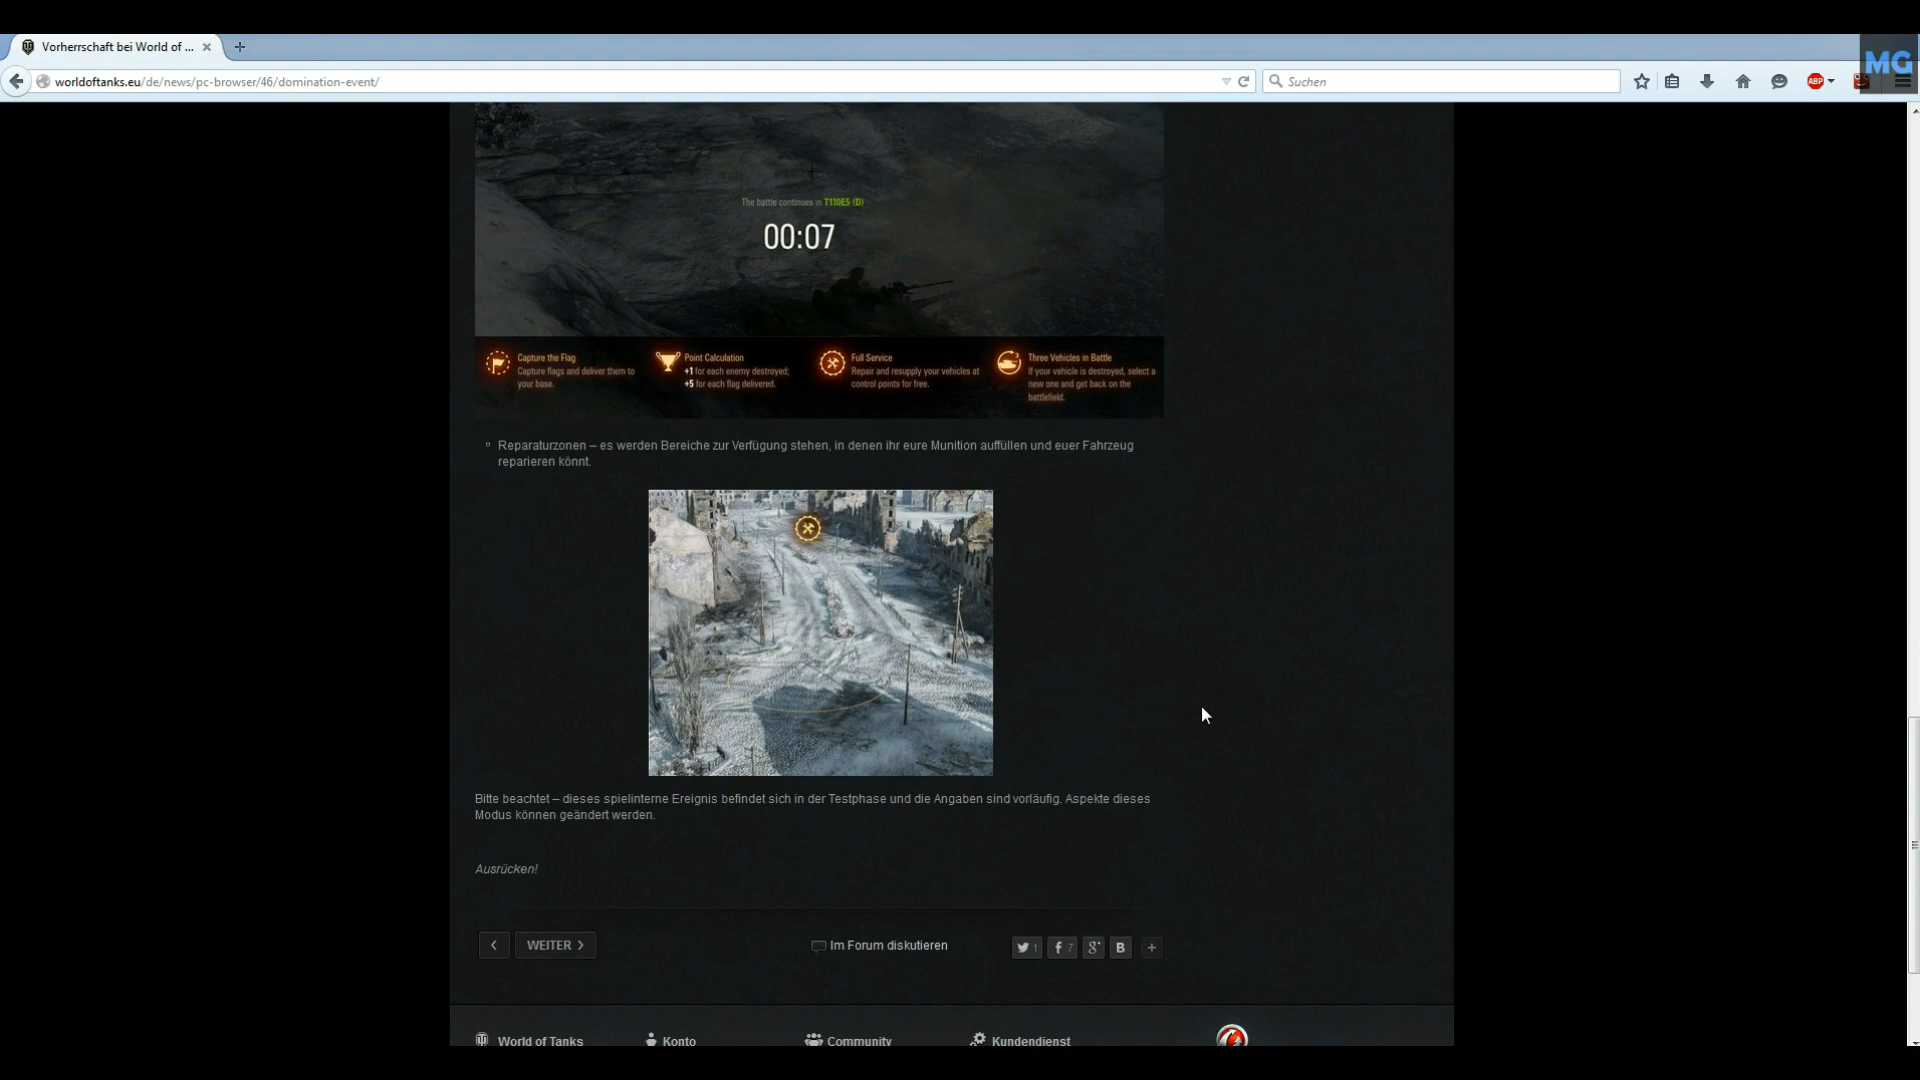 MG
Vorherrschaft bei World of ...
worldoftanks.eu/de/news/pc-browser/46/domination-event/
Suchen
ABP
The battle continues in T110E5 (D)
00:07
Capture the Flag
Capture flags and deliver them to
your base.
Point Calculation
+1 for each enemy destroyed;
+5 for each flag delivered.
Full Service
Repair and resupply your vehicles at
control points for free.
Three Vehicles in Battle
If your vehicle is destroyed, select a
new one and get back on the
battlefield.
Reparaturzonen – es werden Bereiche zur Verfügung stehen, in denen ihr eure Munition auffüllen und euer Fahrzeug
reparieren könnt.
Bitte beachtet – dieses spielinterne Ereignis befindet sich in der Testphase und die Angaben sind vorläufig. Aspekte dieses
Modus können geändert werden.
Ausrücken!
WEITER
Im Forum diskutieren
1
7
B
World of Tanks
Konto
Community
Kundendienst